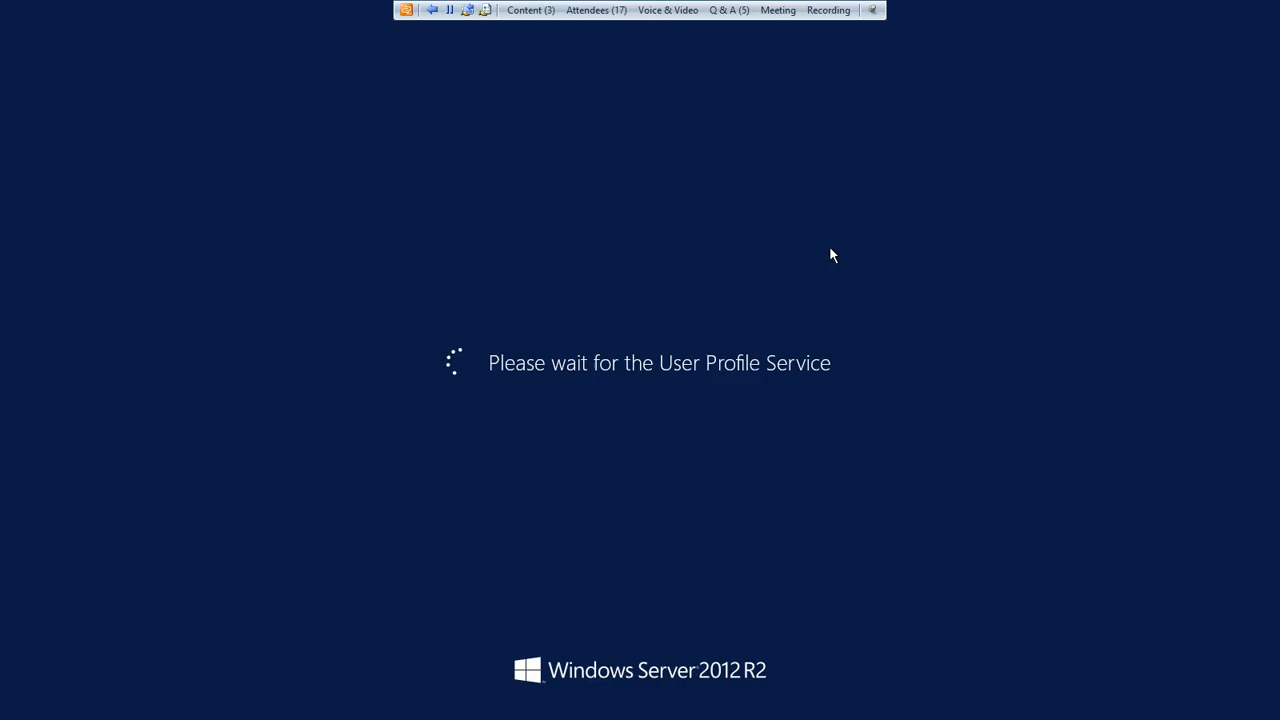 Content (3) Attendees (17) Voice & Video Q & A (5) Meeting Recording
Please wait for the User Profile Service
Windows Server 2012 R2